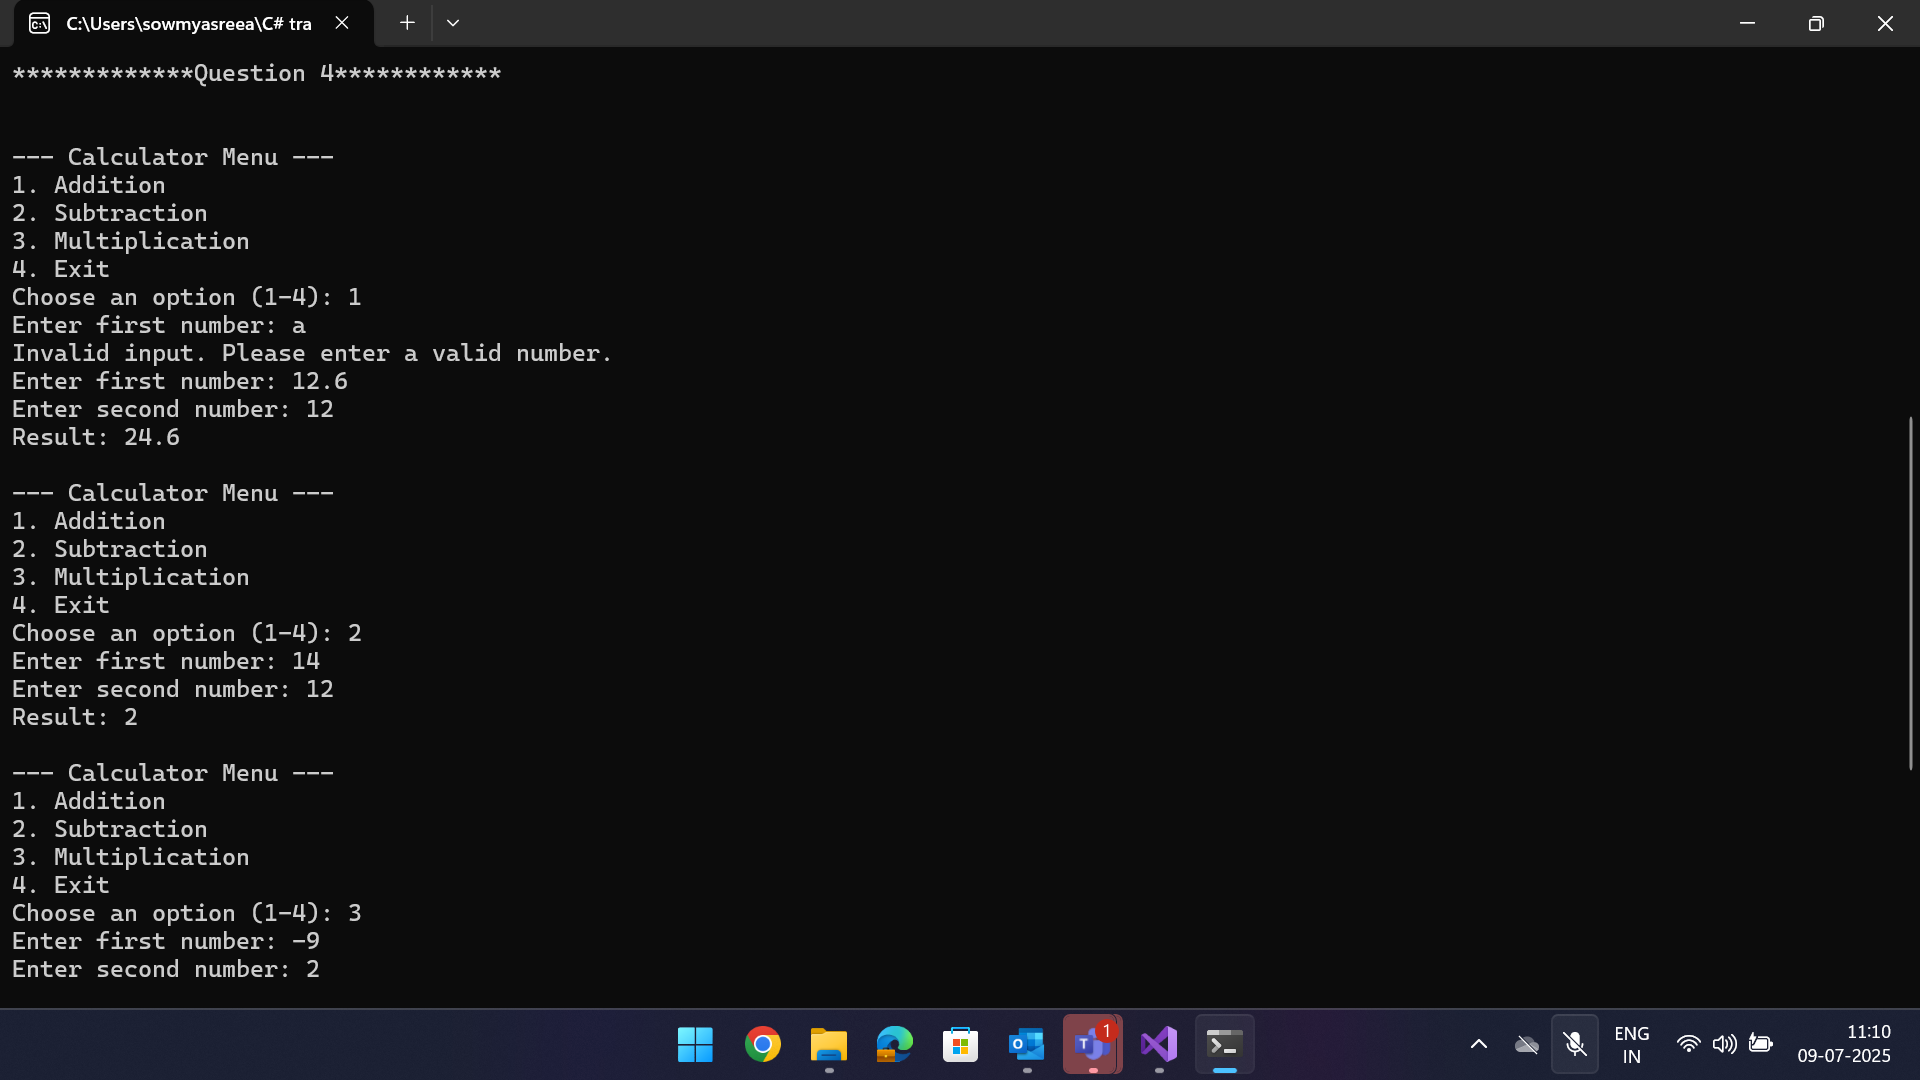 C:\Users\sowmyasreea\C# tra
*************Question 4************
--- Calculator Menu ---
1. Addition
2. Subtraction
3. Multiplication
4. Exit
Choose an option (1-4): 1
Enter first number: a
Invalid input. Please enter a valid number.
Enter first number: 12.6
Enter second number: 12
Result: 24.6
--- Calculator Menu ---
1. Addition
2. Subtraction
3. Multiplication
4. Exit
Choose an option (1-4): 2
Enter first number: 14
Enter second number: 12
Result: 2
--- Calculator Menu ---
1. Addition
2. Subtraction
3. Multiplication
4. Exit
Choose an option (1-4): 3
Enter first number: -9
Enter second number: 2
1
ENG
IN
11:10
09-07-2025